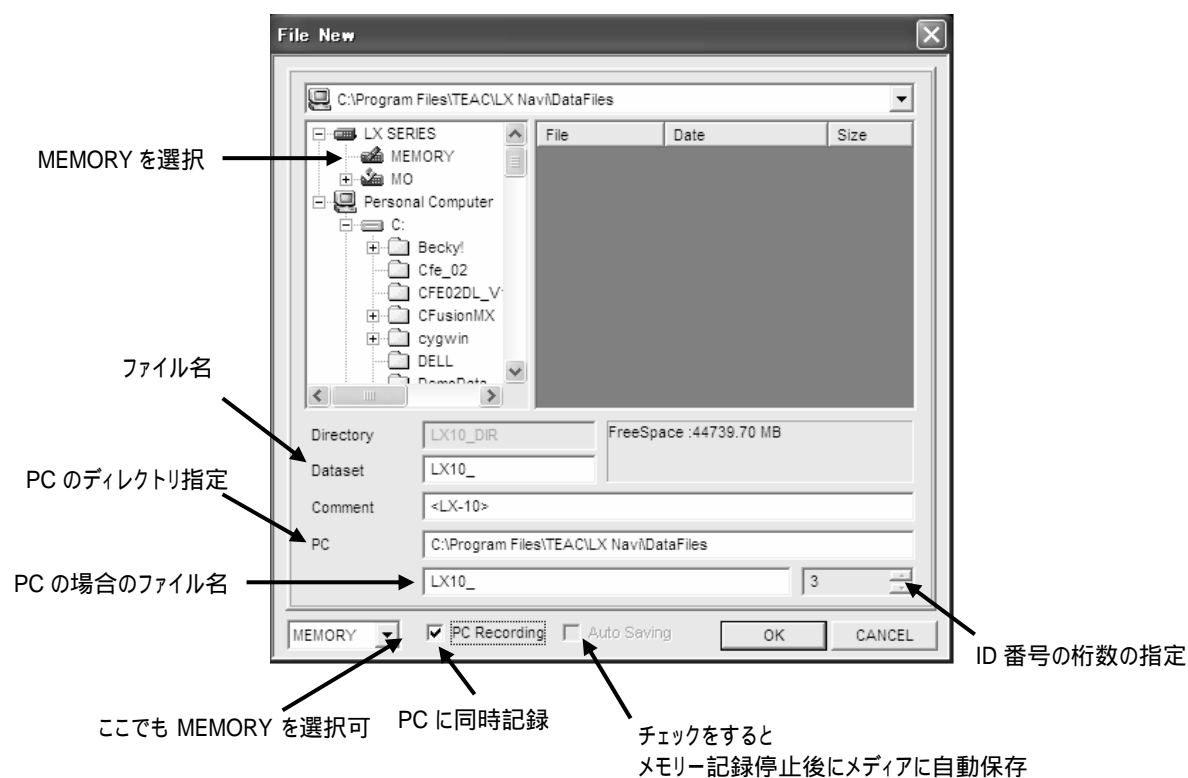 File New
C:\Program Files\TEAC\LX Navi\DataFiles
LX SERIES
File Date Size
MEMORY を選択
MEMORY
MO
Personal Computer
C:
Becky!
Cfe_02
CFE02DL_V
CFusionMX
cygwin
ファイル名
DELL
DemoData
Directory LX10_DIR FreeSpace :44739.70 MB
Dataset LX10_
PC のディレクトリ指定
Comment <LX-10>
PC C:\Program Files\TEAC\LX Navi\DataFiles
PC の場合のファイル名
LX10_ 3
MEMORY PC Recording Auto Saving OK CANCEL
ID 番号の桁数の指定
ここでも MEMORY を選択可
PC に同時記録
チェックをすると
メモリー記録停止後にメディアに自動保存